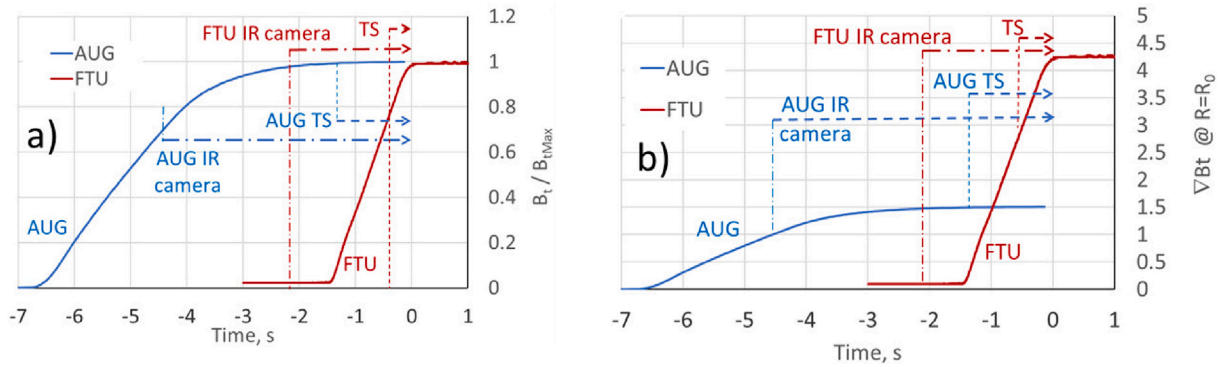 a)
AUG
FTU
FTU IR camera
TS
AUG TS
AUG IR
camera
AUG
FTU
1.2
1
0.8
0.6
0.4
0.2
0
B_t / B_tMax
-7 -6 -5 -4 -3 -2 -1 0 1
Time, s
b)
AUG
FTU
FTU IR camera
TS
AUG TS
AUG IR
camera
AUG
FTU
5
4.5
4
3.5
3
2.5
2
1.5
1
0.5
0
∇Bt @ R=R₀
-7 -6 -5 -4 -3 -2 -1 0 1
Time, s